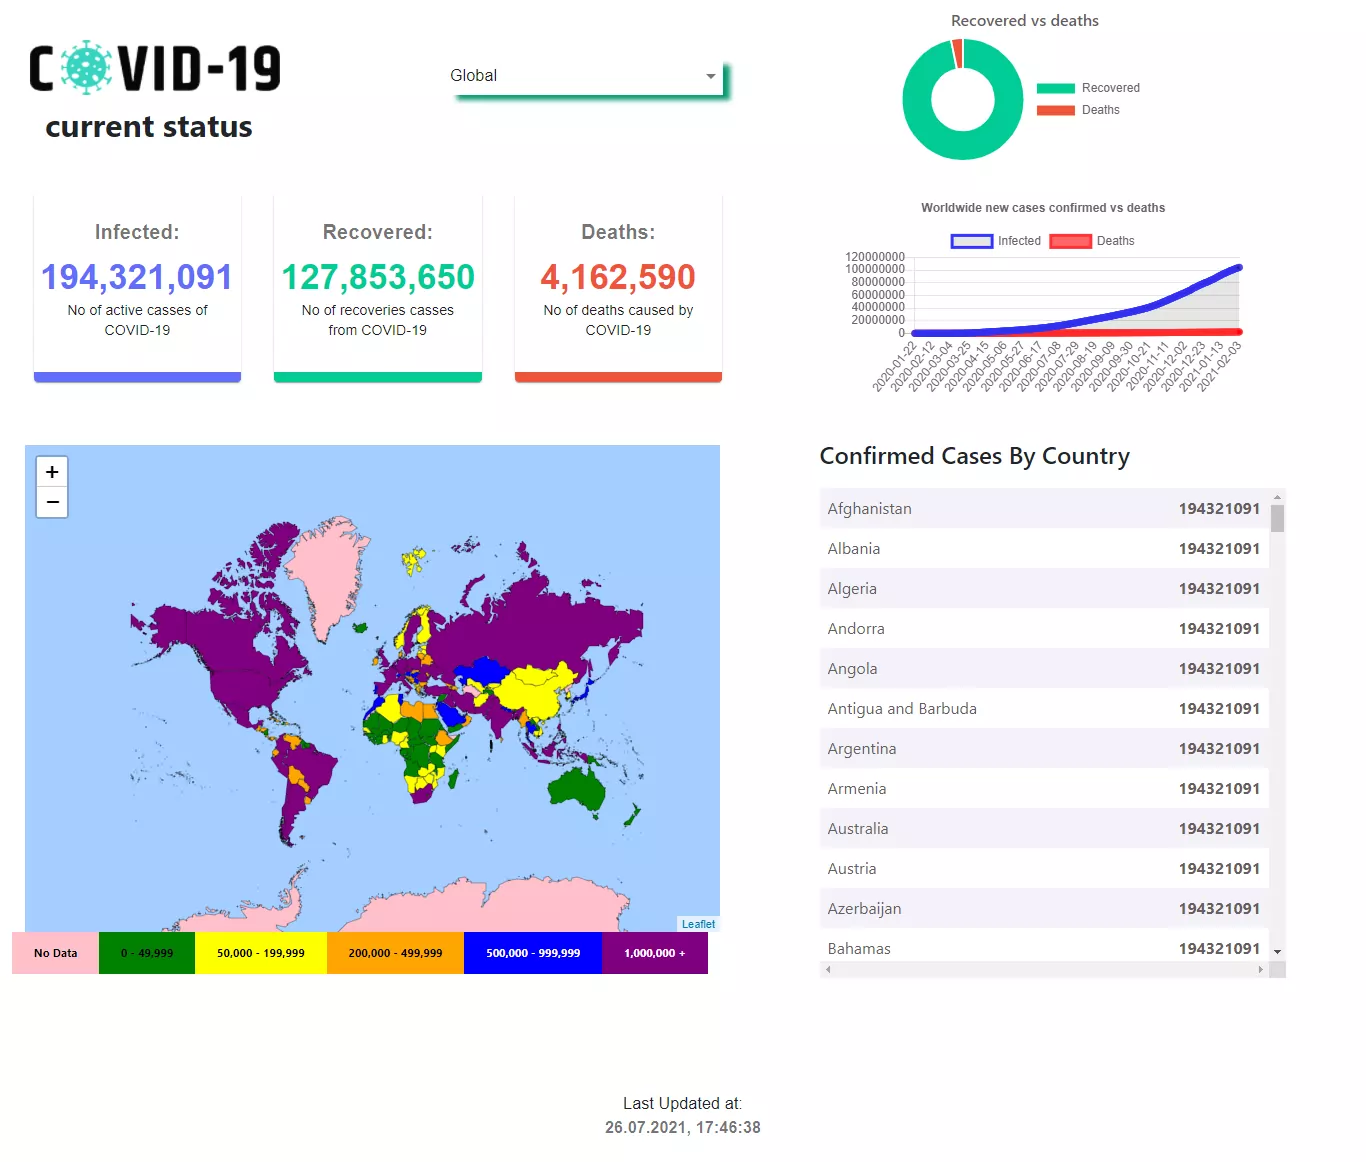 COVID-19
current status
Global
Recovered vs deaths
Recovered
Deaths
Infected:
194,321,091
No of active casses of
COVID-19
Recovered:
127,853,650
No of recoveries casses
from COVID-19
Deaths:
4,162,590
No of deaths caused by
COVID-19
Worldwide new cases confirmed vs deaths
Infected
Deaths
120000000
100000000
80000000
60000000
40000000
20000000
0
2020-01-22
2020-02-12
2020-03-04
2020-03-25
2020-04-15
2020-05-06
2020-05-27
2020-06-17
2020-07-08
2020-07-29
2020-08-19
2020-09-09
2020-09-30
2020-10-21
2020-11-11
2020-12-02
2020-12-23
2021-01-13
2021-02-03
+
−
Leaflet
No Data
0 - 49,999
50,000 - 199,999
200,000 - 499,999
500,000 - 999,999
1,000,000 +
Confirmed Cases By Country
Afghanistan 194321091
Albania 194321091
Algeria 194321091
Andorra 194321091
Angola 194321091
Antigua and Barbuda 194321091
Argentina 194321091
Armenia 194321091
Australia 194321091
Austria 194321091
Azerbaijan 194321091
Bahamas 194321091
Last Updated at:
26.07.2021, 17:46:38